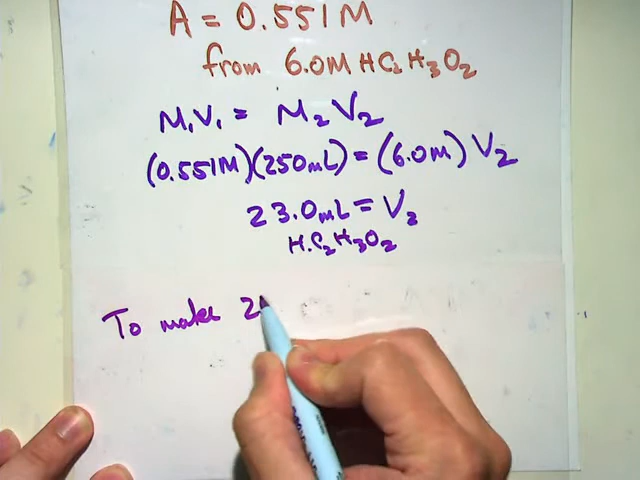 A = 0.551M
from 6.0M HC2H3O2
M1V1 = M2V2
(0.551M)(250mL) = (6.0M) V2
23.0mL = V2
HC2H3O2
To make 2